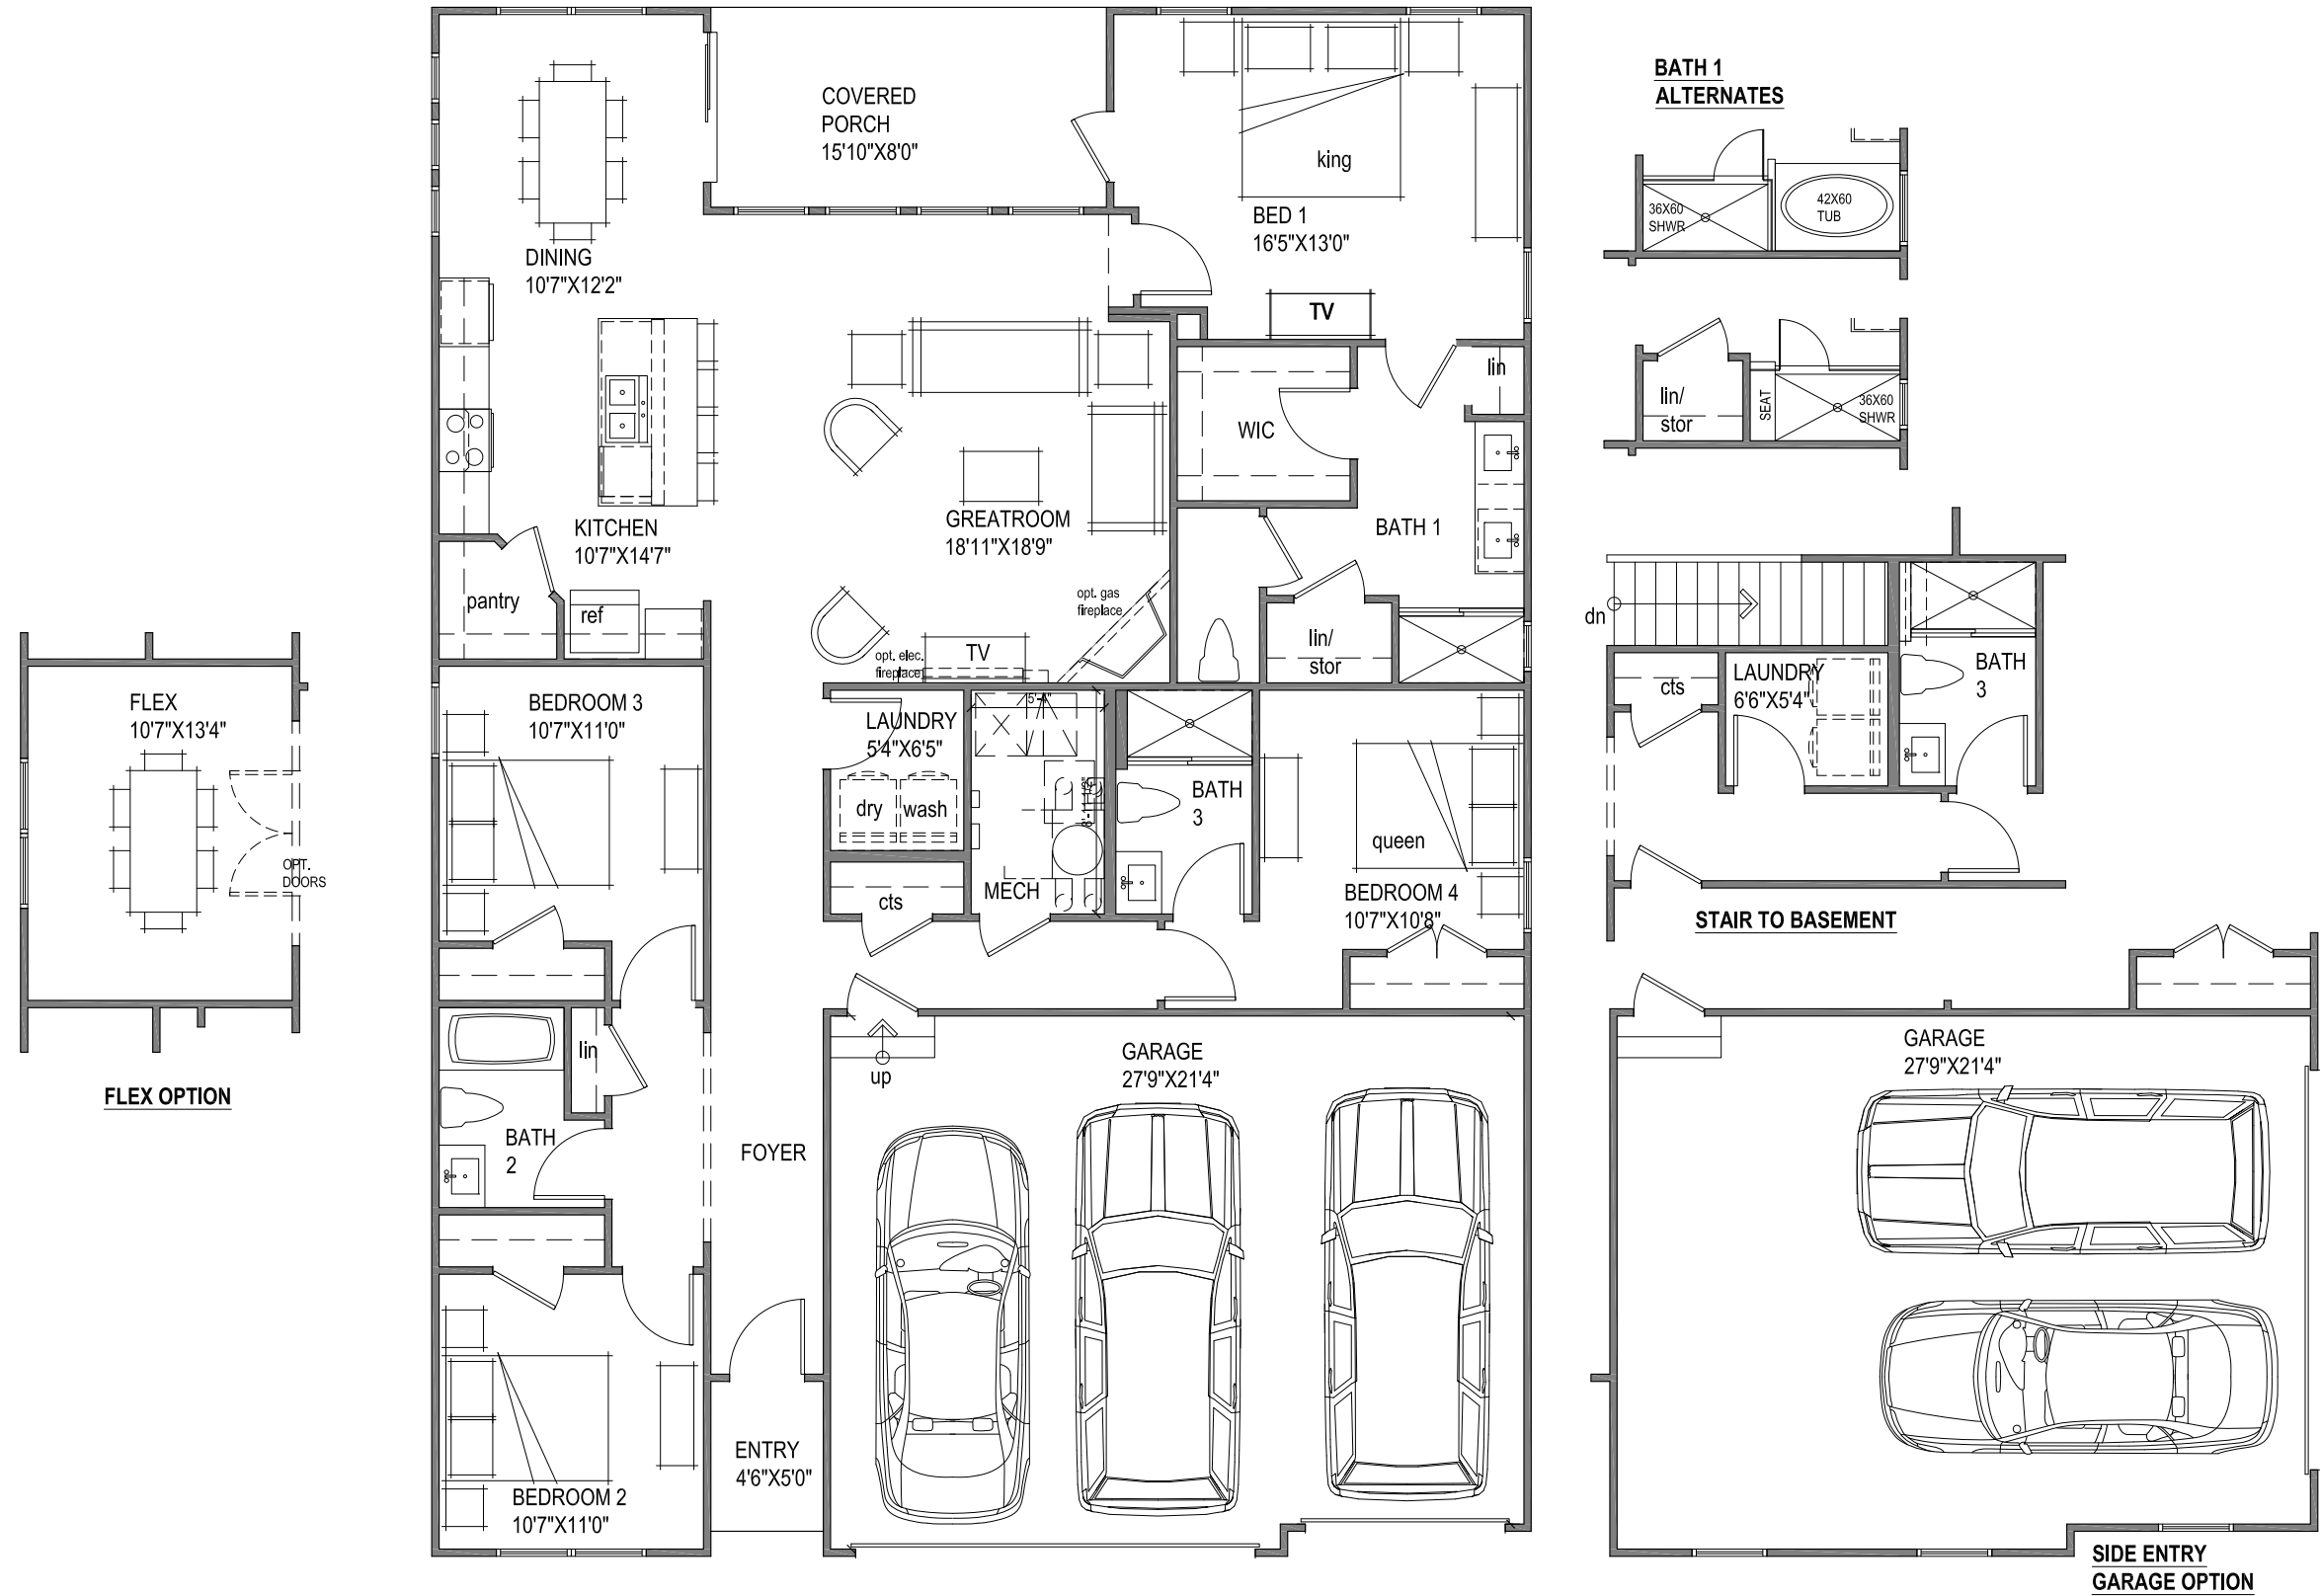 COVERED
PORCH
15'10"X8'0"
king
BED 1
16'5"X13'0"
TV
DINING
10'7"X12'2"
KITCHEN
10'7"X14'7"
pantry
ref
GREATROOM
18'11"X18'9"
opt. gas
fireplace
opt. elec.
fireplace
TV
WIC
lin
BATH 1
lin/
stor
BEDROOM 3
10'7"X11'0"
LAUNDRY
5'4"X6'5"
dry
wash
cts
5'-4"
MECH
BATH
3
queen
BEDROOM 4
10'7"X10'8"
lin
BATH
2
FOYER
up
GARAGE
27'9"X21'4"
ENTRY
4'6"X5'0"
BEDROOM 2
10'7"X11'0"
FLEX
10'7"X13'4"
OPT.
DOORS
FLEX OPTION
BATH 1
ALTERNATES
36X60
SHWR
42X60
TUB
lin/
stor
SEAT
36X60
SHWR
dn
cts
LAUNDRY
6'6"X5'4"
BATH
3
STAIR TO BASEMENT
GARAGE
27'9"X21'4"
SIDE ENTRY
GARAGE OPTION